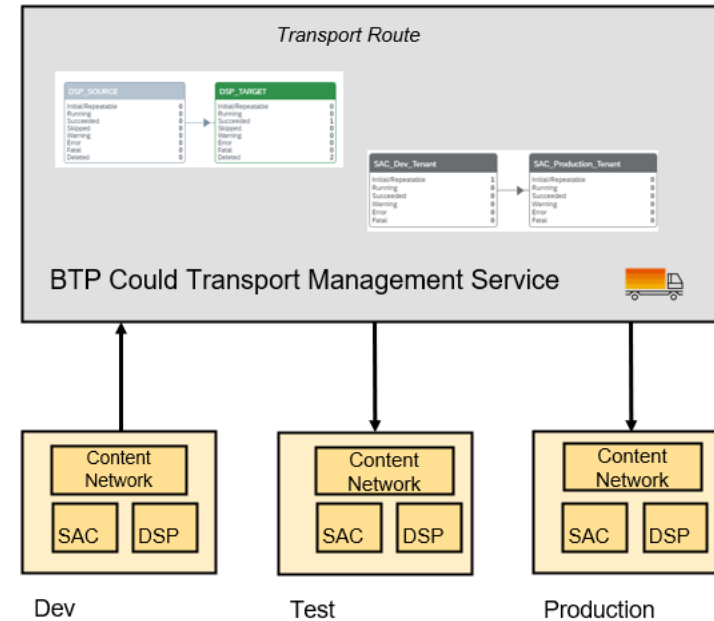 Transport Route
DSP_SOURCE
Initial/Repeatable 0
Running 0
Succeeded 0
Skipped 0
Warning 0
Error 0
Fatal 0
Deleted 0
DSP_TARGET
Initial/Repeatable 0
Running 0
Succeeded 1
Skipped 0
Warning 0
Error 0
Fatal 0
Deleted 2
SAC_Dev_Tenant
Initial/Repeatable 1
Running 0
Succeeded 0
Warning 0
Error 0
Fatal 0
SAC_Production_Tenant
Initial/Repeatable 0
Running 0
Succeeded 0
Warning 0
Error 0
Fatal 0
BTP Could Transport Management Service
Content
Network
SAC DSP
Dev
Content
Network
SAC DSP
Test
Content
Network
SAC DSP
Production